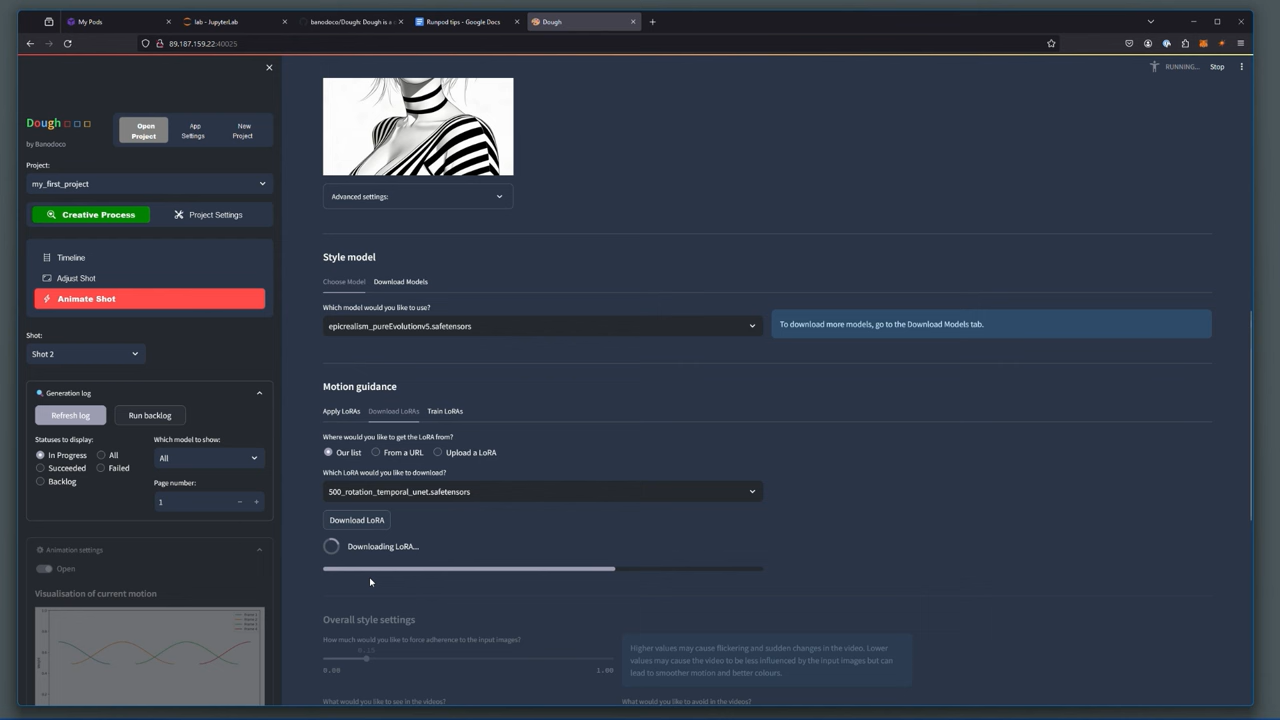 My Pods
lab - JupyterLab
banodoco/Dough: Dough is a c
Runpod tips - Google Docs
Dough
89.187.159.22:40025
RUNNING...
Stop
Dough
by Banodoco
Open Project
App Settings
New Project
Project:
my_first_project
Creative Process
Project Settings
Timeline
Adjust Shot
Animate Shot
Shot:
Shot 2
Generation log
Refresh log
Run backlog
Statuses to display:
In Progress
All
Succeeded
Failed
Backlog
Which model to show:
All
Page number:
1
Animation settings
Open
Visualisation of current motion
Advanced settings:
Style model
Choose Model
Download Models
Which model would you like to use?
epicrealism_pureEvolutionv5.safetensors
To download more models, go to the Download Models tab.
Motion guidance
Apply LoRAs
Download LoRAs
Train LoRAs
Where would you like to get the LoRA from?
Our list
From a URL
Upload a LoRA
Which LoRA would you like to download?
500_rotation_temporal_unet.safetensors
Download LoRA
Downloading LoRA...
Overall style settings
How much would you like to force adherence to the input images?
0.15
0.00
1.00
Higher values may cause flickering and sudden changes in the video. Lower
values may cause the video to be less influenced by the input images but can
lead to smoother motion and better colours.
What would you like to see in the videos?
What would you like to avoid in the videos?